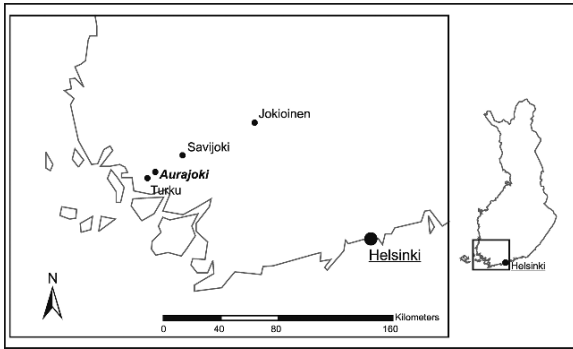 Jokioinen
Savijoki
Aurajoki
Turku
Helsinki
Helsinki
N
Kilometers
0 40 80 160